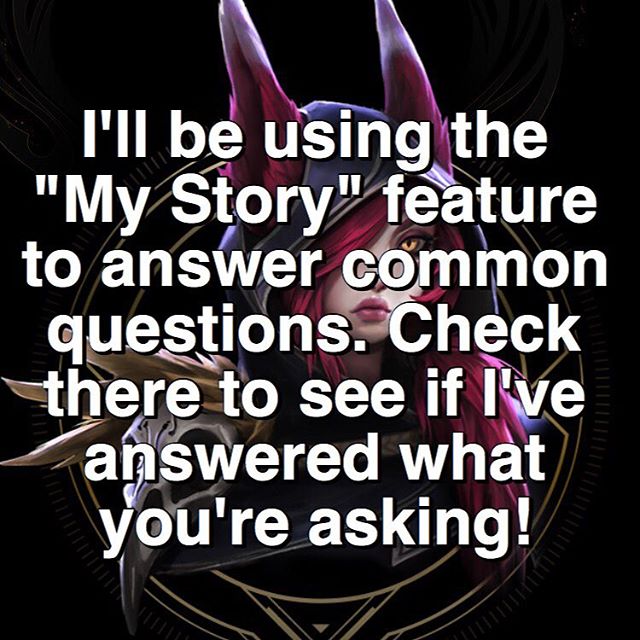 I'll be using the
"My Story" feature
to answer common
questions. Check
there to see if I've
answered what
you're asking!